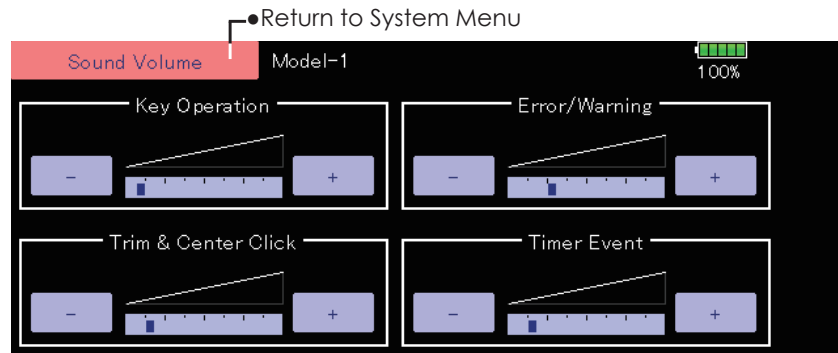 Return to System Menu
Sound Volume Model-1
100%
Key Operation Error/Warning
- + - +
Trim & Center Click Timer Event
- + - +